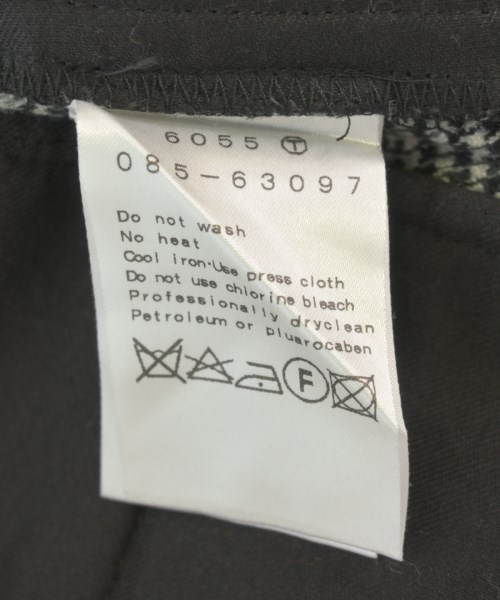 6055 Ⓣ
085-63097
Do not wash
No heat
Cool iron·Use press cloth
Do not use chlorine bleach
Professionally dryclean
Petroleum or pluarocaben
F